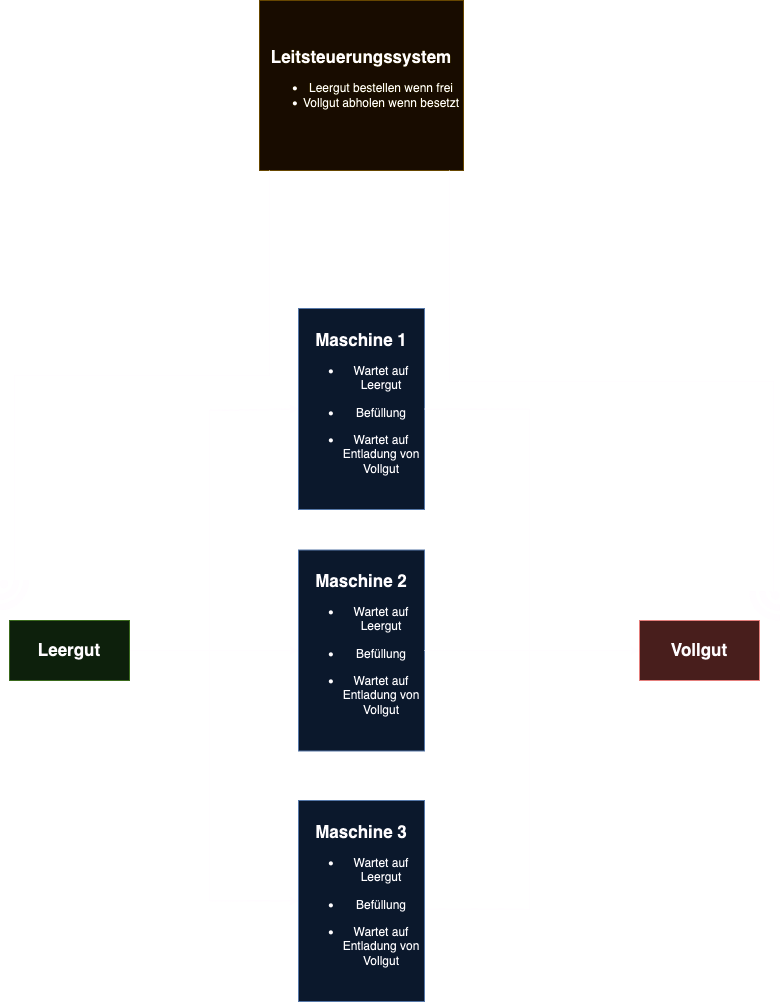 Leitsteuerungssystem
• Leergut bestellen wenn frei
• Vollgut abholen wenn besetzt
Maschine 1
• Wartet auf
Leergut
• Befüllung
• Wartet auf
Entladung von
Vollgut
Maschine 2
• Wartet auf
Leergut
• Befüllung
• Wartet auf
Entladung von
Vollgut
Leergut
Vollgut
Maschine 3
• Wartet auf
Leergut
• Befüllung
• Wartet auf
Entladung von
Vollgut